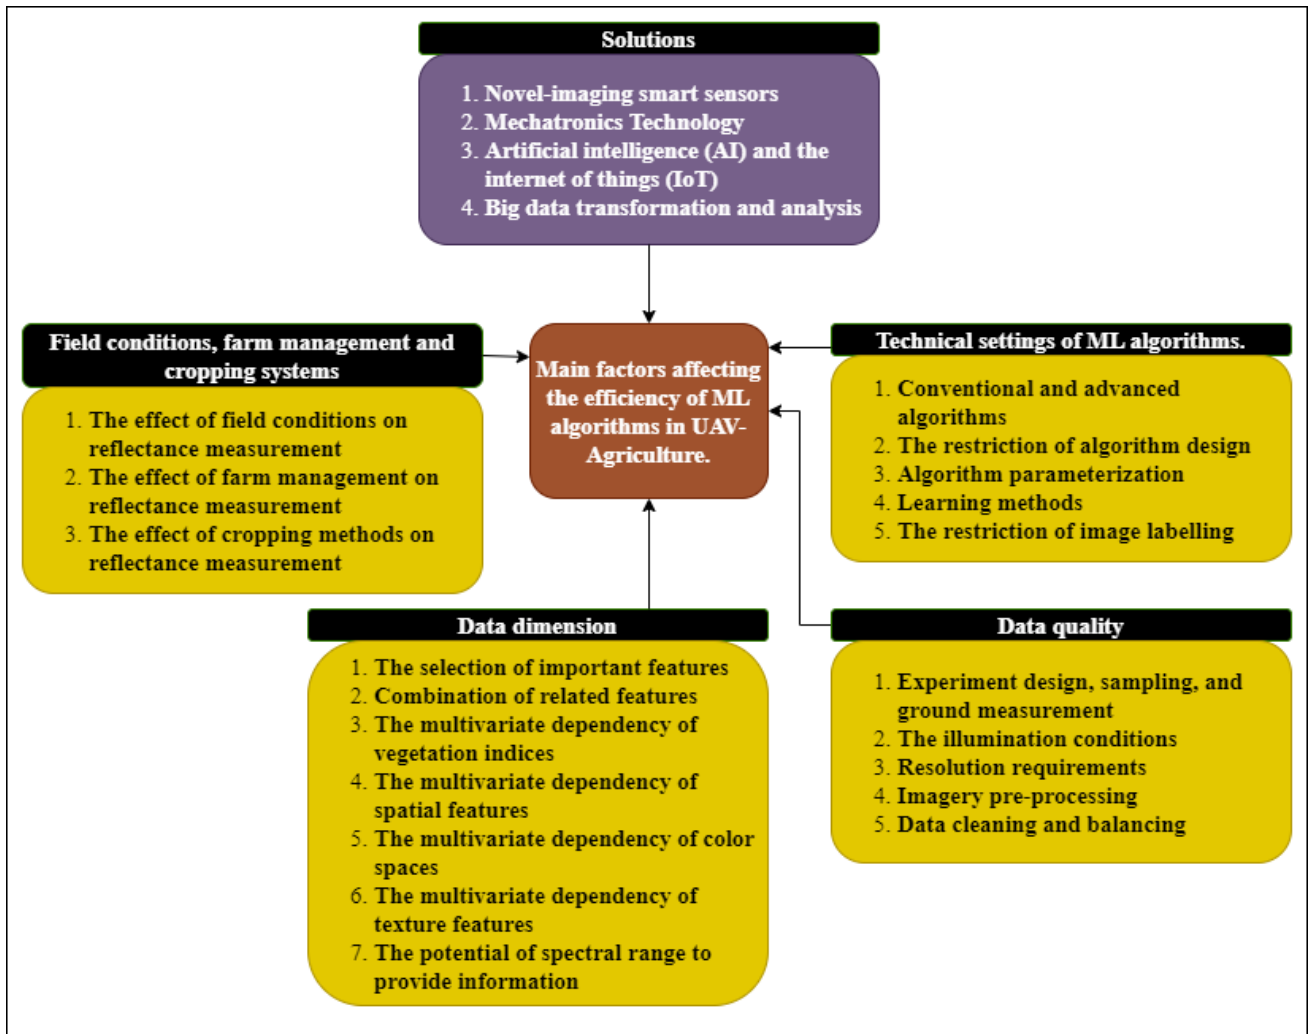 Solutions
1. Novel-imaging smart sensors
2. Mechatronics Technology
3. Artificial intelligence (AI) and the
internet of things (IoT)
4. Big data transformation and analysis
Field conditions, farm management and
cropping systems
1. The effect of field conditions on
reflectance measurement
2. The effect of farm management on
reflectance measurement
3. The effect of cropping methods on
reflectance measurement
Main factors affecting
the efficiency of ML
algorithms in UAV-
Agriculture.
Technical settings of ML algorithms.
1. Conventional and advanced
algorithms
2. The restriction of algorithm design
3. Algorithm parameterization
4. Learning methods
5. The restriction of image labelling
Data dimension
1. The selection of important features
2. Combination of related features
3. The multivariate dependency of
vegetation indices
4. The multivariate dependency of
spatial features
5. The multivariate dependency of color
spaces
6. The multivariate dependency of
texture features
7. The potential of spectral range to
provide information
Data quality
1. Experiment design, sampling, and
ground measurement
2. The illumination conditions
3. Resolution requirements
4. Imagery pre-processing
5. Data cleaning and balancing